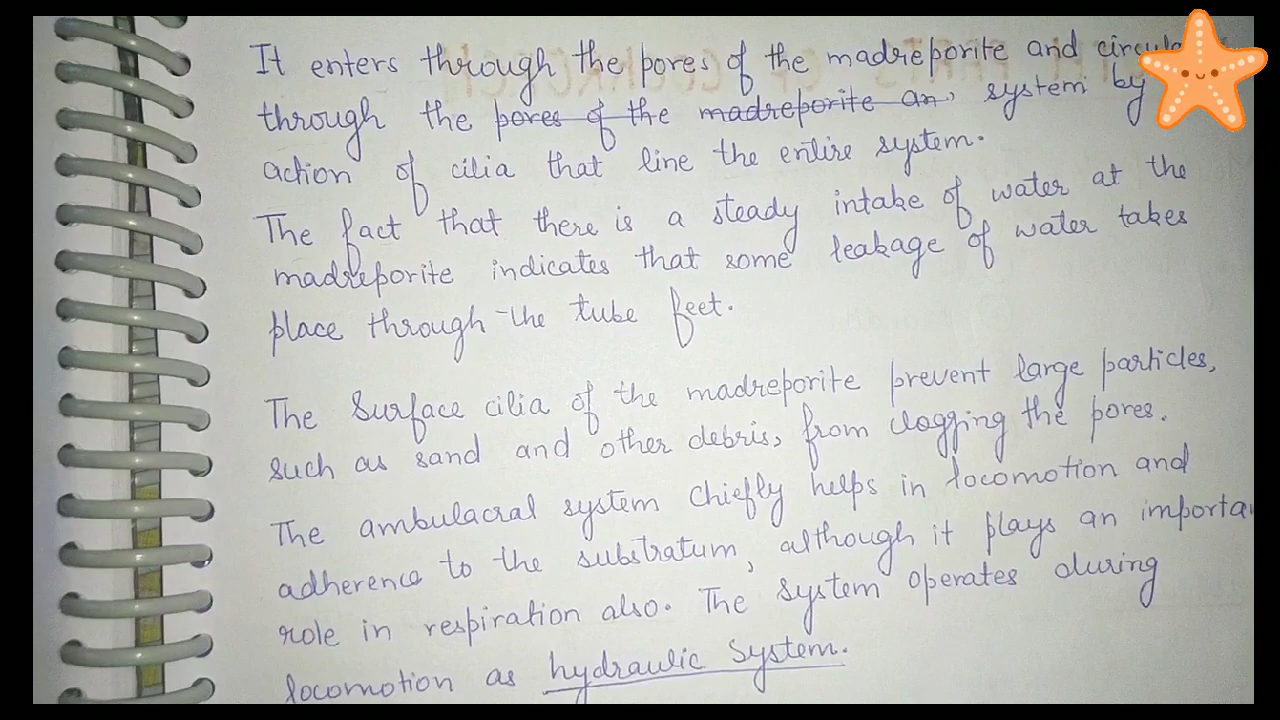 It enters through the pores of the madreporite and
through the pores of the madreporite an, system by
action of cilia that line the entire system.
The fact that there is a steady intake of water at the
madreporite indicates that some leakage of water takes
place through the tube feet.
The Surface cilia of the madreporite prevent large particles,
such as sand and other debris, from clogging the pores.
The ambulacral system chiefly helps in locomotion and
adherence to the substratum, although it plays an importa
role in respiration also. The system operates during
locomotion as hydraulic System.